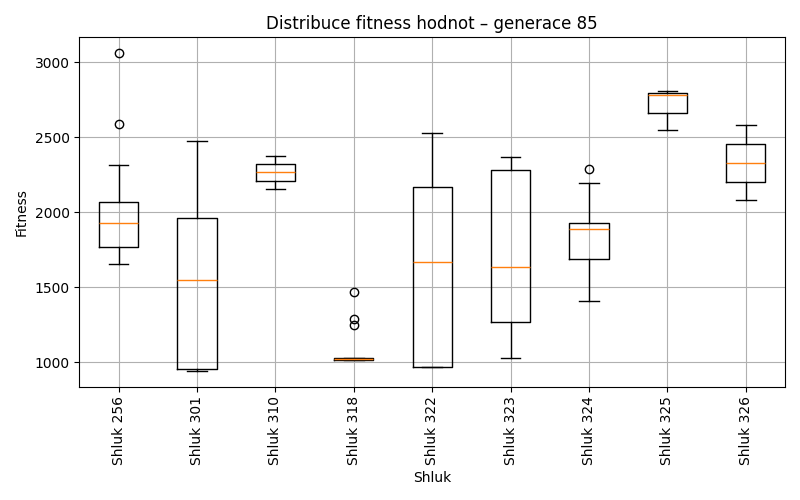 Distribuce fitness hodnot – generace 85
Fitness
3000
2500
2000
1500
1000
Shluk 256
Shluk 301
Shluk 310
Shluk 318
Shluk 322
Shluk 323
Shluk 324
Shluk 325
Shluk 326
Shluk